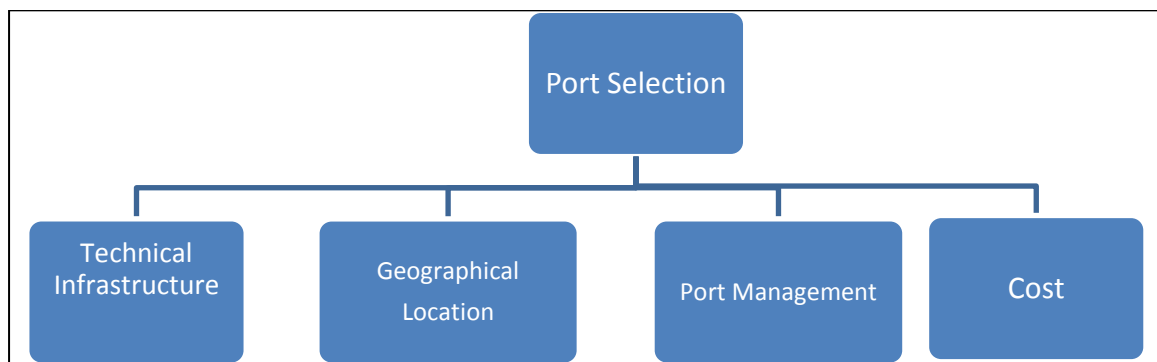 Port Selection
Technical
Infrastructure
Geographical
Location
Port Management
Cost